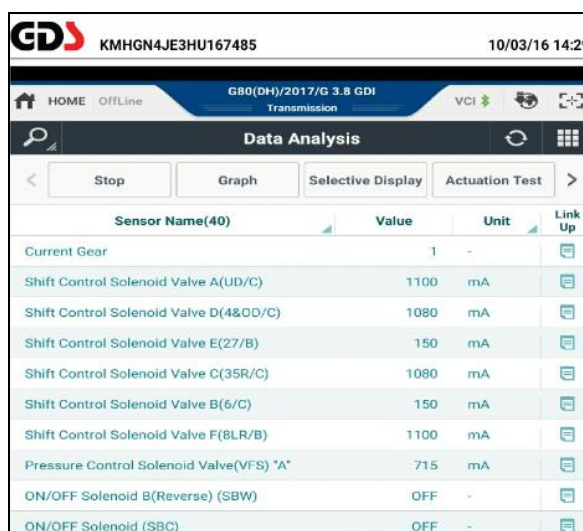 GDS KMHGN4JE3HU167485 10/03/16 14:29
HOME OffLine G80(DH)/2017/G 3.8 GDI VCI
Transmission
Data Analysis
Stop Graph Selective Display Actuation Test
Sensor Name(40) Value Unit Link Up
Current Gear 1 -
Shift Control Solenoid Valve A(UD/C) 1100 mA
Shift Control Solenoid Valve D(4&OD/C) 1080 mA
Shift Control Solenoid Valve E(27/B) 150 mA
Shift Control Solenoid Valve C(35R/C) 1080 mA
Shift Control Solenoid Valve B(6/C) 150 mA
Shift Control Solenoid Valve F(8LR/B) 1100 mA
Pressure Control Solenoid Valve(VFS) "A" 715 mA
ON/OFF Solenoid B(Reverse) (SBW) OFF -
ON/OFF Solenoid (SBC) OFF -